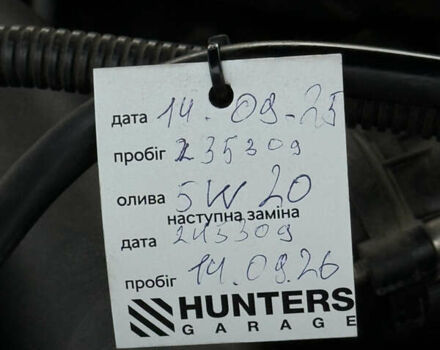 дата 14.09.25
пробіг 235309
олива 5W20
наступна заміна
дата 245309
пробіг 14.09.26
HUNTERS
GARAGE